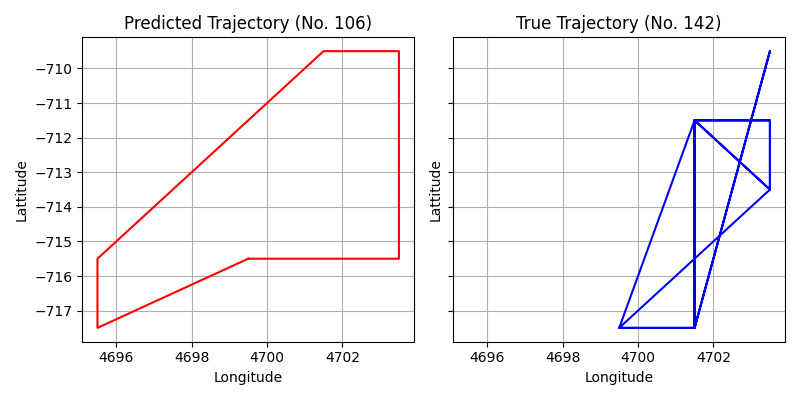 Predicted Trajectory (No. 106)
−710
−711
−712
−713
−714
−715
−716
−717
Lattitude
4696 4698 4700 4702
Longitude
True Trajectory (No. 142)
Lattitude
4696 4698 4700 4702
Longitude